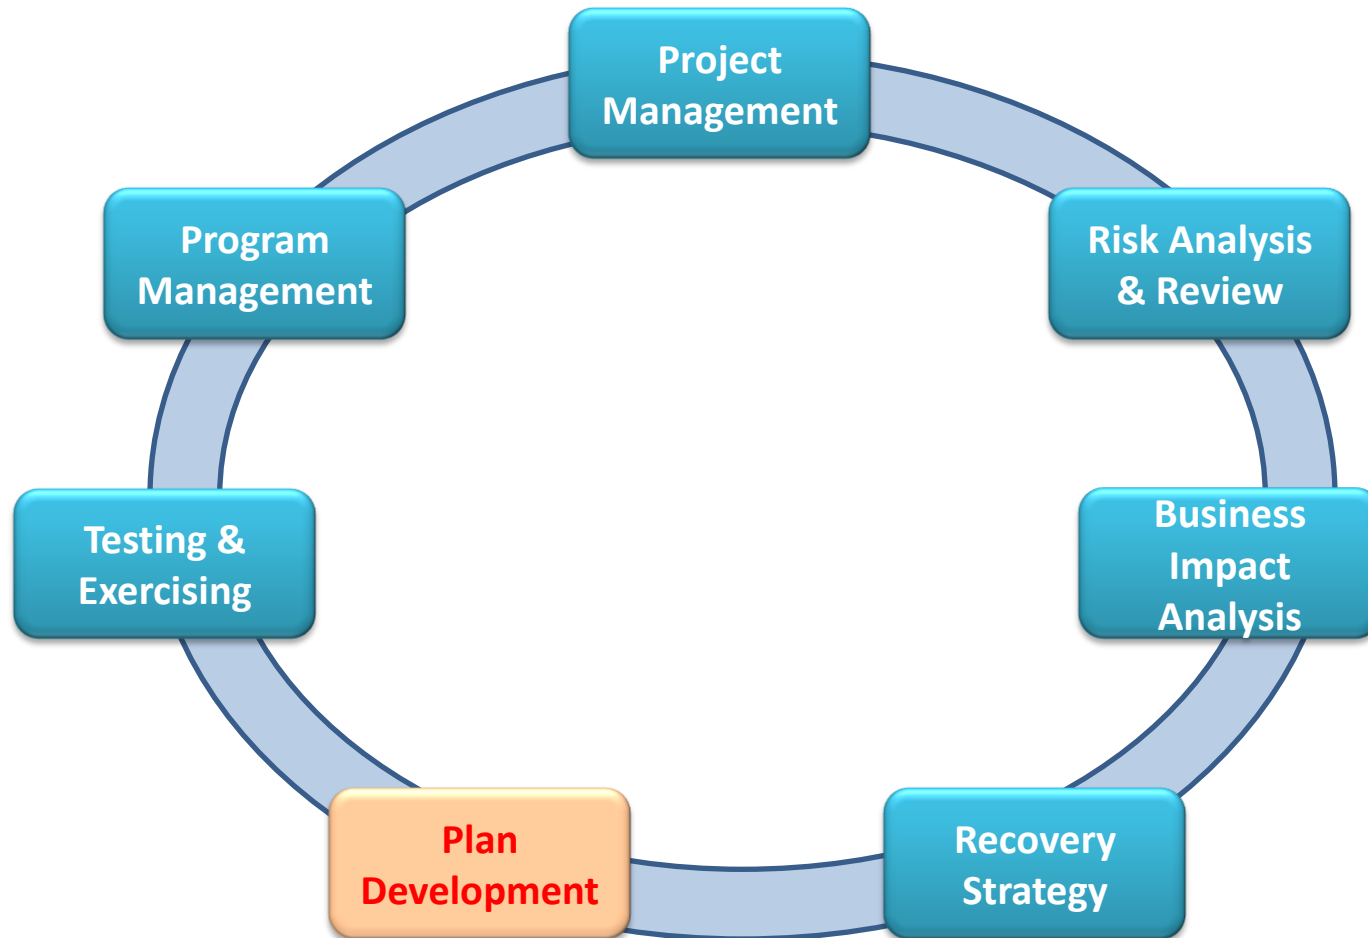 Project
Management
Program
Management
Risk Analysis
& Review
Testing &
Exercising
Business
Impact
Analysis
Plan
Development
Recovery
Strategy